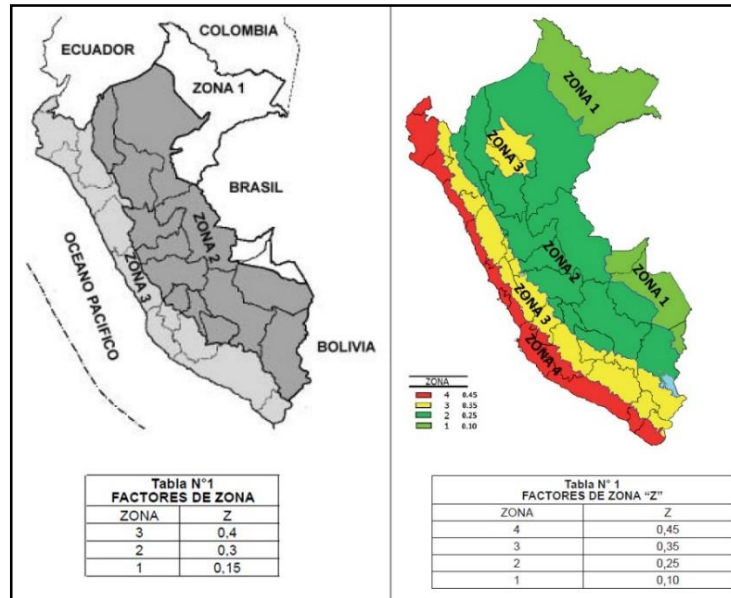 COLOMBIA
ECUADOR
ZONA 1
BRASIL
ZONA 2
OCEANO PACIFICO
ZONA 3
BOLIVIA
Tabla N°1
FACTORES DE ZONA
ZONA Z
3 0,4
2 0,3
1 0,15
ZONA 1
ZONA 3
ZONA 2
ZONA 1
ZONA 3
ZONA 4
ZONA
4 0.45
3 0.35
2 0.25
1 0.10
Tabla N° 1
FACTORES DE ZONA "Z"
ZONA Z
4 0,45
3 0,35
2 0,25
1 0,10